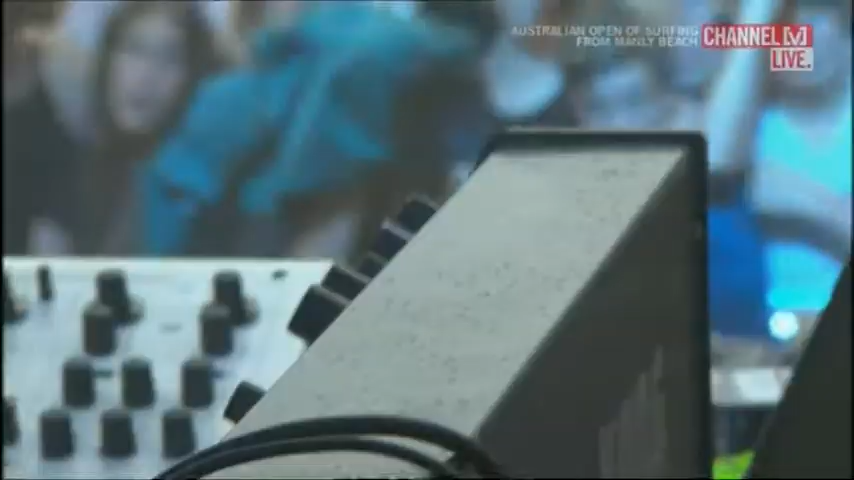 AUSTRALIAN OPEN OF SURFING
FROM MANLY BEACH
CHANNEL [V]
LIVE.